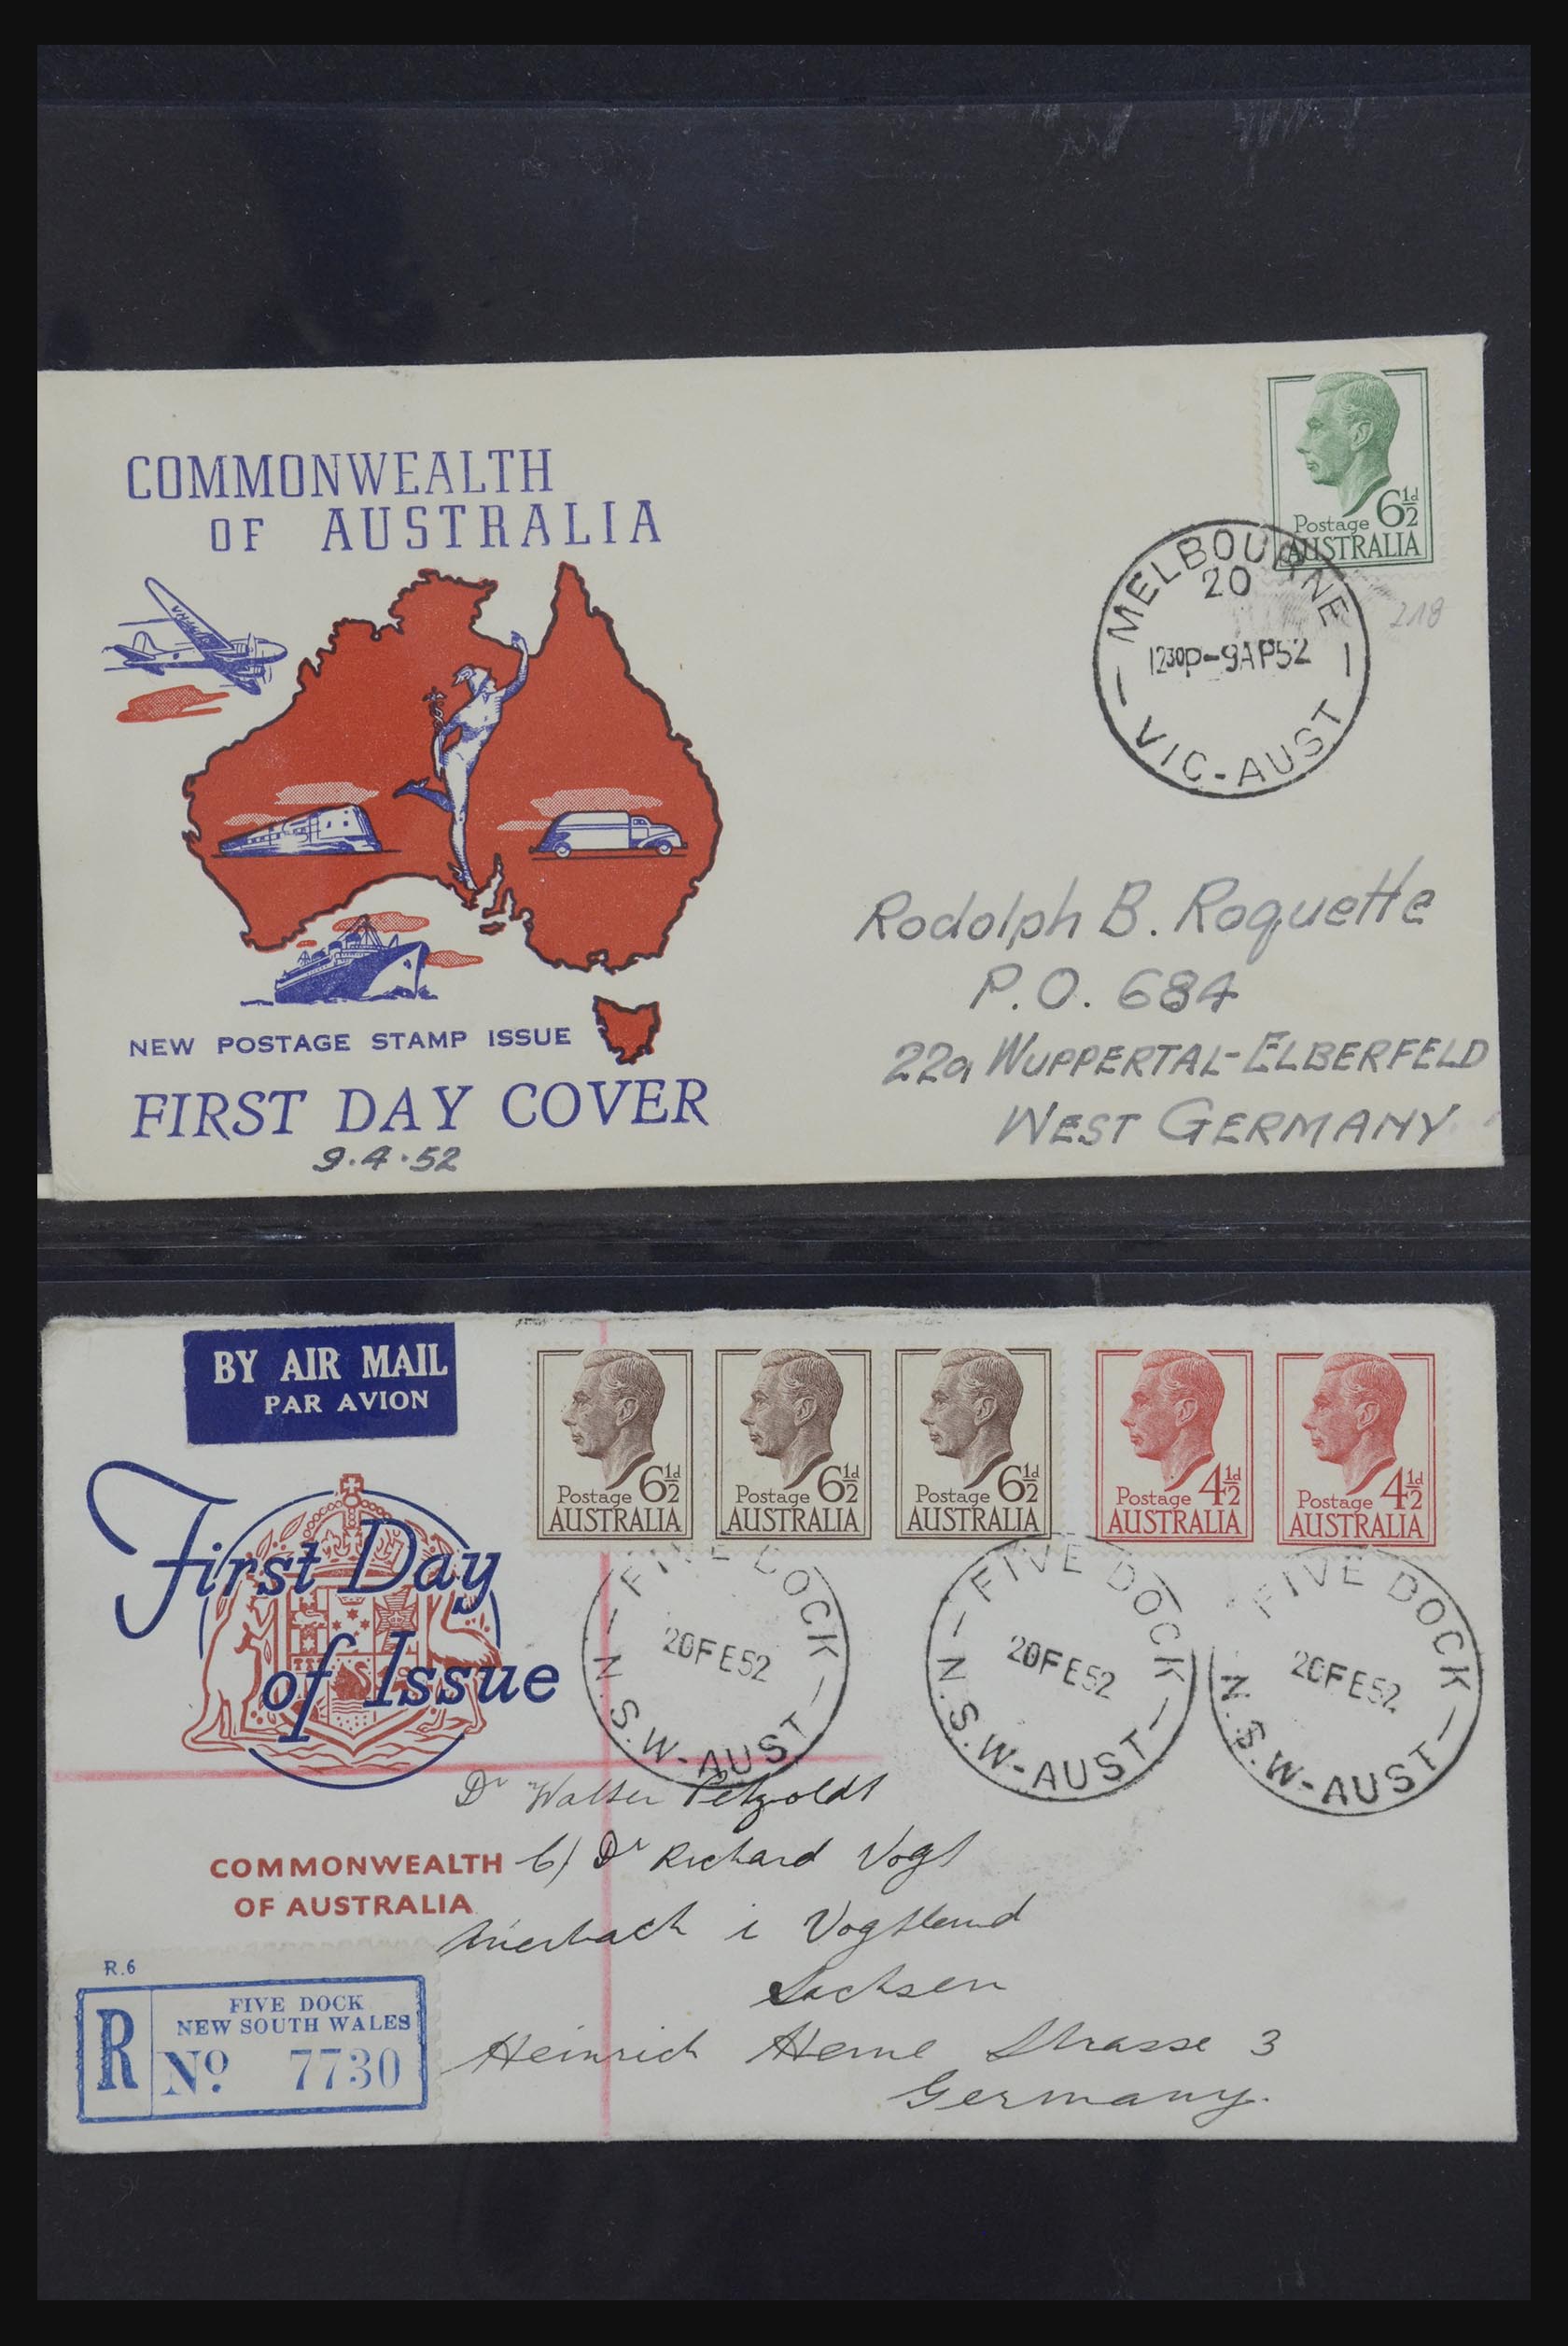 COMMONWEALTH
OF AUSTRALIA
VH
Postage 6½d
AUSTRALIA
MELBOURNE
20
1230P-9AP52
1
VIC-AUST
218
Rodolph B. Roquette
P.O. 684
22a WUPPERTAL-ELBERFELD
WEST GERMANY
NEW POSTAGE STAMP ISSUE
FIRST DAY COVER
9.4.52
BY AIR MAIL
PAR AVION
Postage 6½d
AUSTRALIA
Postage 6½d
AUSTRALIA
Postage 6½d
AUSTRALIA
Postage 4½d
AUSTRALIA
Postage 4½d
AUSTRALIA
First Day
of Issue
FIVE DOCK
20FE52
N.S.W-AUST
FIVE DOCK
20FE52
N.S.W-AUST
FIVE DOCK
20FE52
N.S.W-AUST
Dr Walter Petzoldt
C/ Dr Richard Vogt
Auerbach i Vogtland
Sachsen
Heinrich Heine Strasse 3
Germany.
COMMONWEALTH
OF AUSTRALIA
R.6
R
FIVE DOCK
NEW SOUTH WALES
No. 7730